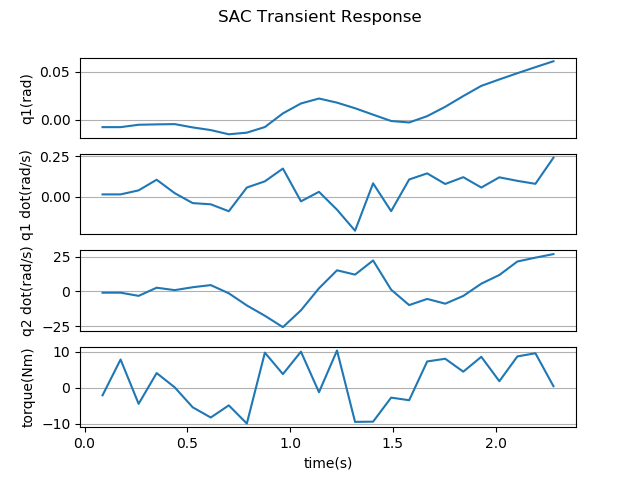 SAC Transient Response
q1(rad)
0.05
0.00
q1 dot(rad/s)
0.25
0.00
q2 dot(rad/s)
25
0
−25
torque(Nm)
10
0
−10
0.0 0.5 1.0 1.5 2.0
time(s)